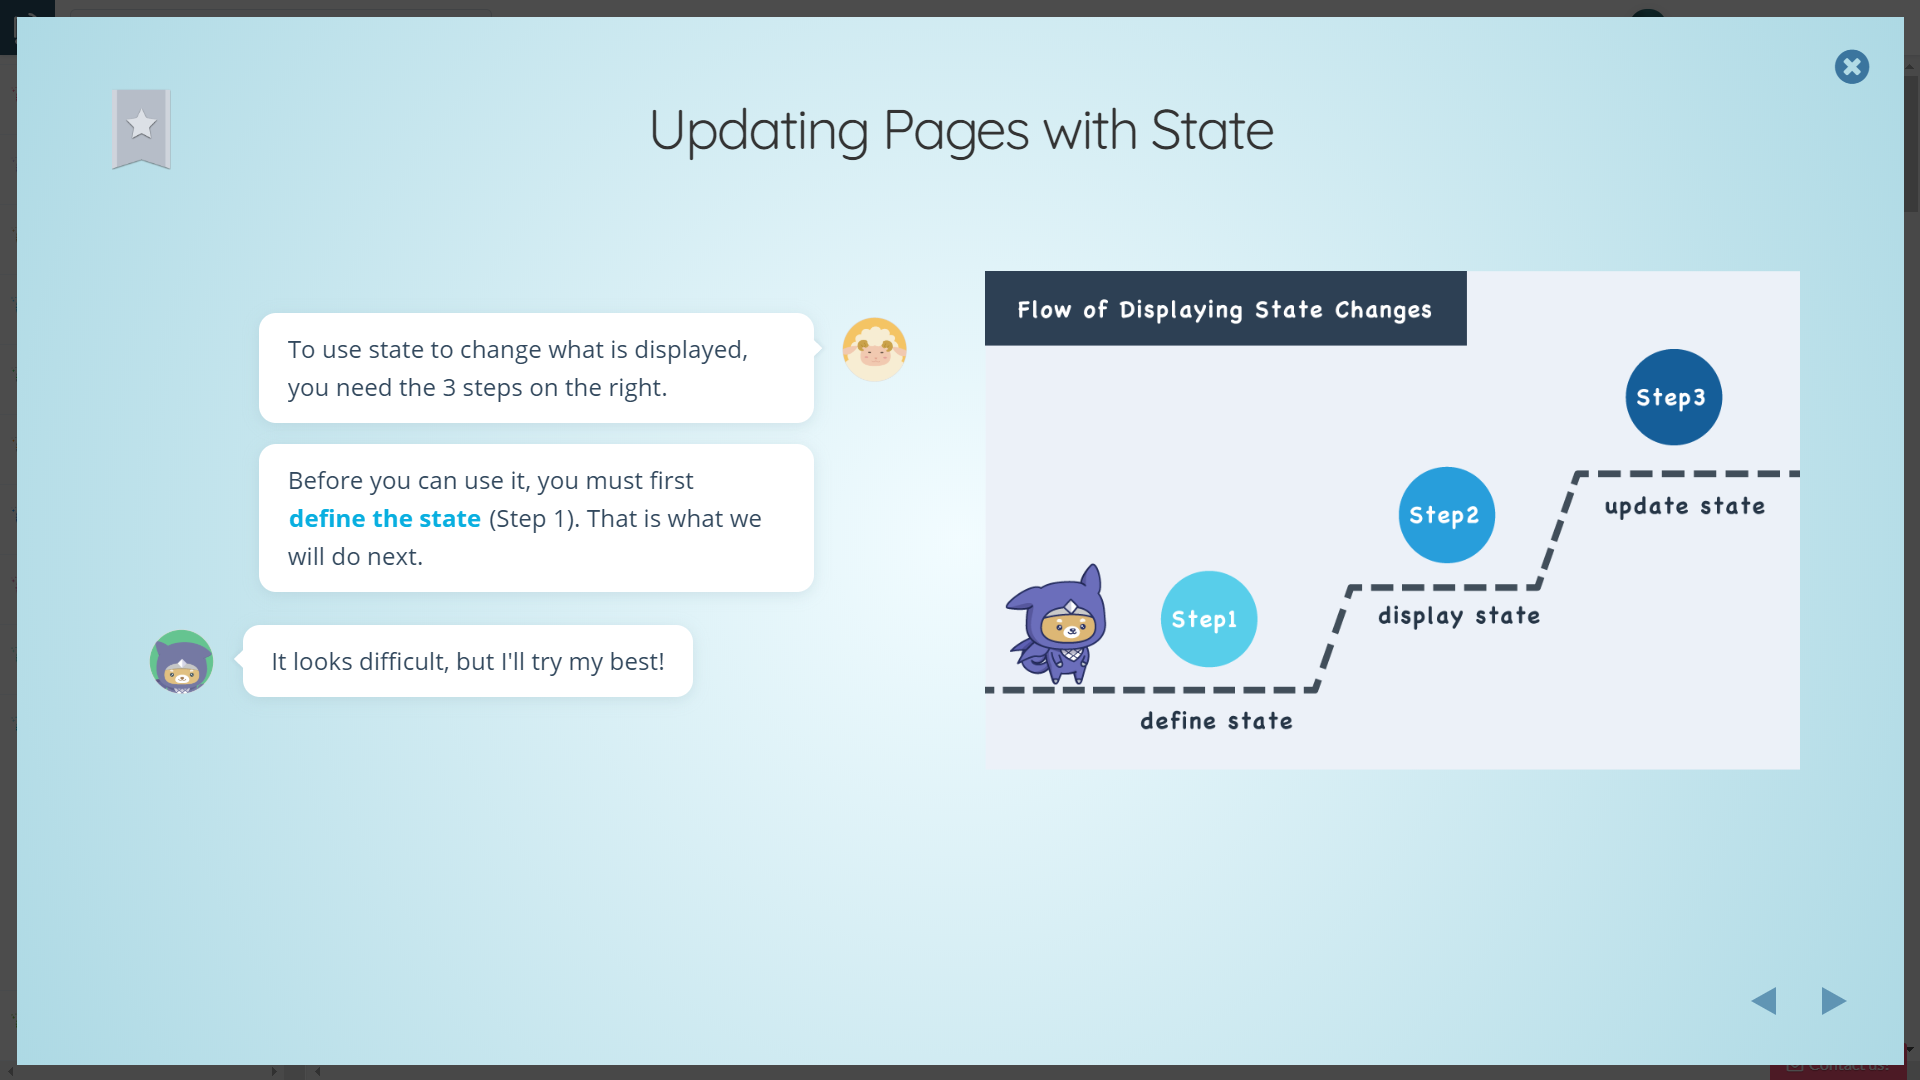 Updating Pages with State
To use state to change what is displayed,
you need the 3 steps on the right.
Before you can use it, you must first
define the state (Step 1). That is what we
will do next.
It looks difficult, but I'll try my best!
Flow of Displaying State Changes
Step3
update state
Step2
display state
Step1
define state
Contact us!